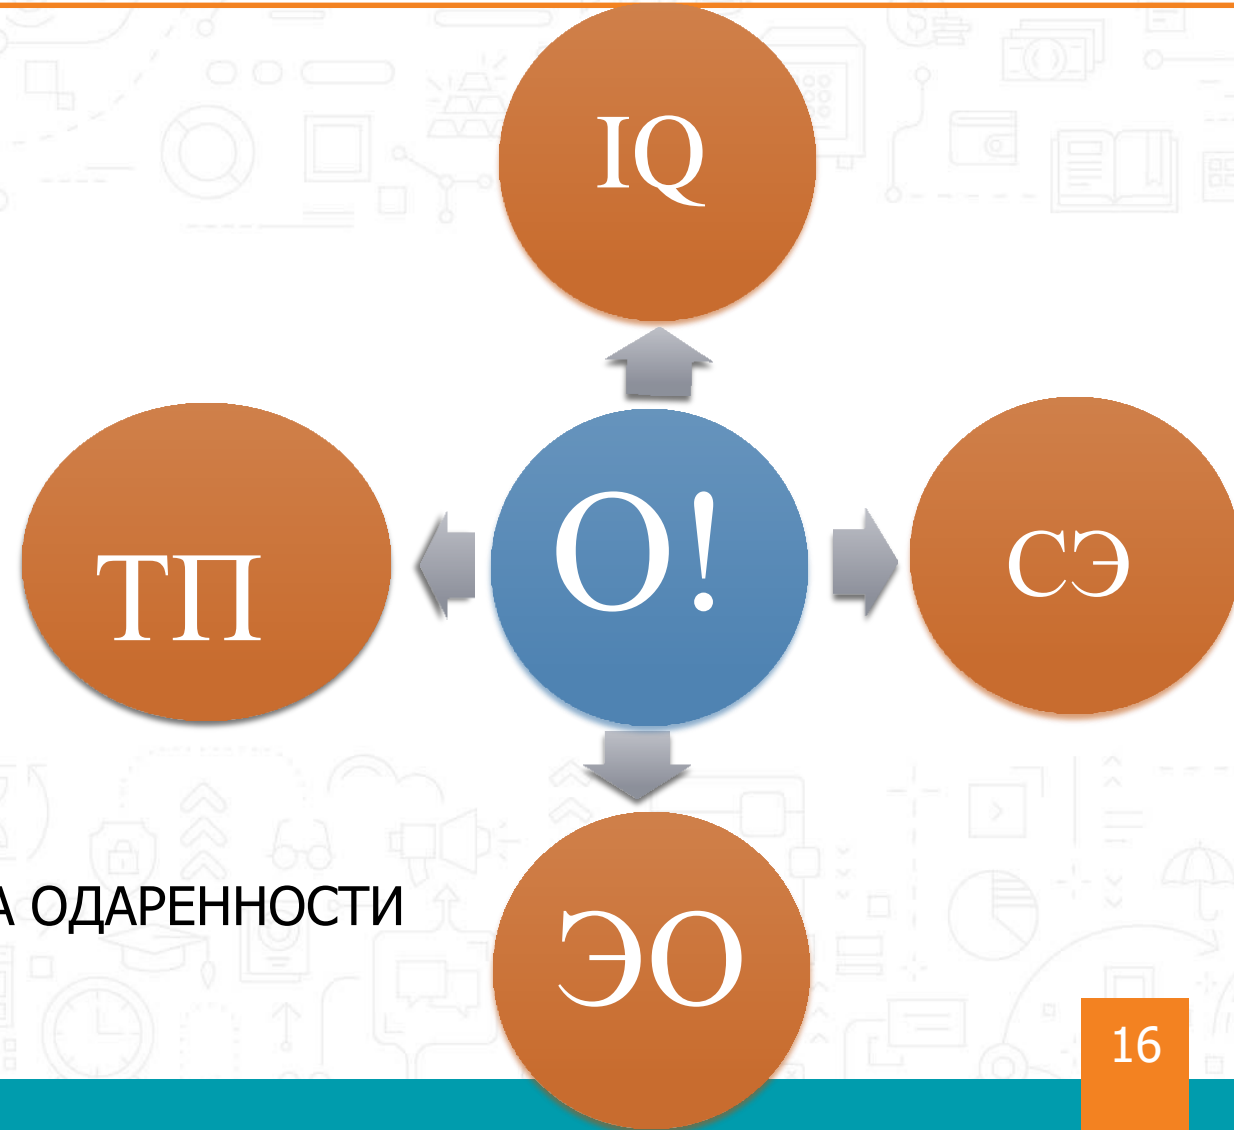 IQ
ТП
О!
СЭ
А ОДАРЕННОСТИ
ЭО
16